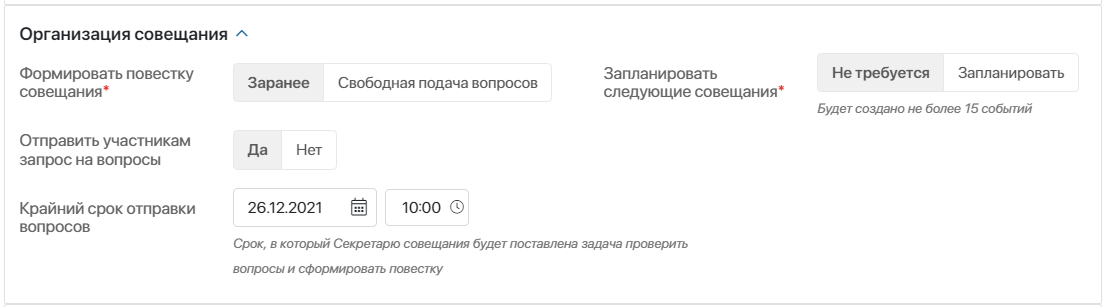 Организация совещания
Формировать повестку
совещания*
Заранее
Свободная подача вопросов
Запланировать
следующие совещания*
Не требуется
Запланировать
Будет создано не более 15 событий
Отправить участникам
запрос на вопросы
Да
Нет
Крайний срок отправки
вопросов
26.12.2021
10:00
Срок, в который Секретарю совещания будет поставлена задача проверить
вопросы и сформировать повестку